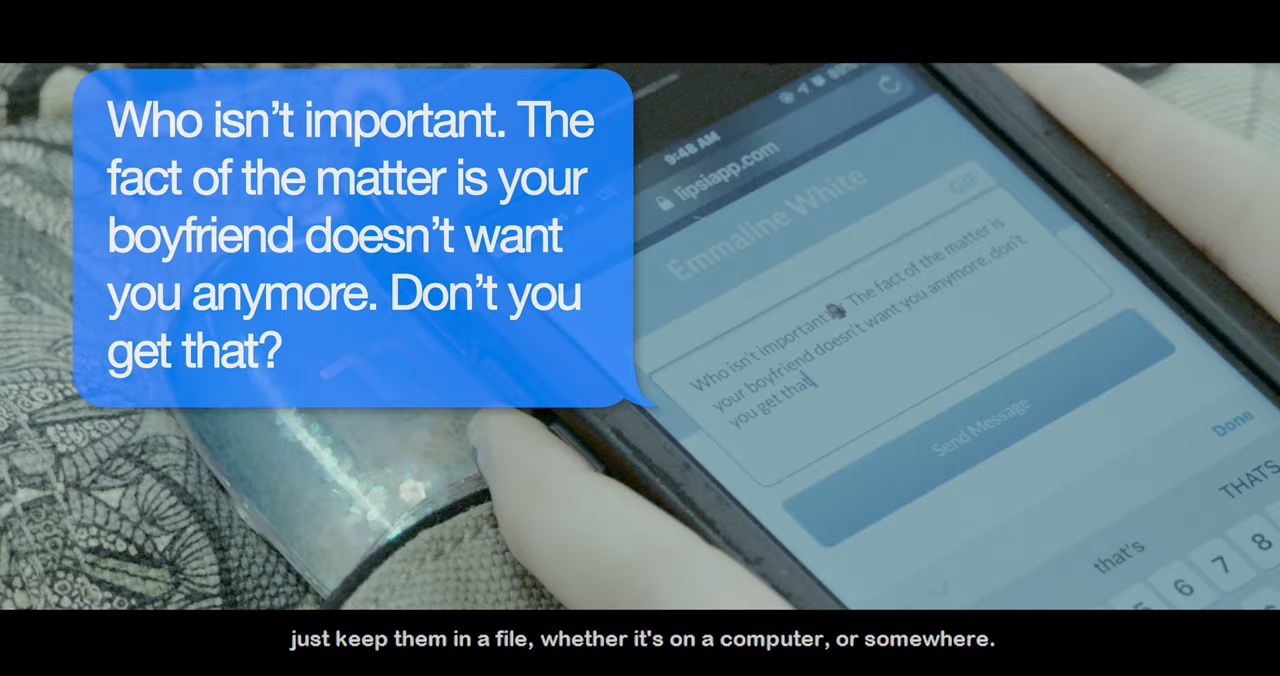 Who isn't important. The
fact of the matter is your
boyfriend doesn't want
you anymore. Don't you
get that?
9:48 AM
lipsiapp.com
Emmaline White
GIF
Who isn't important The fact of the matter is
your boyfriend doesn't want you anymore, don't
you get that
Send Message
Done
that's
THATS
6 7 8
just keep them in a file, whether it's on a computer, or somewhere.